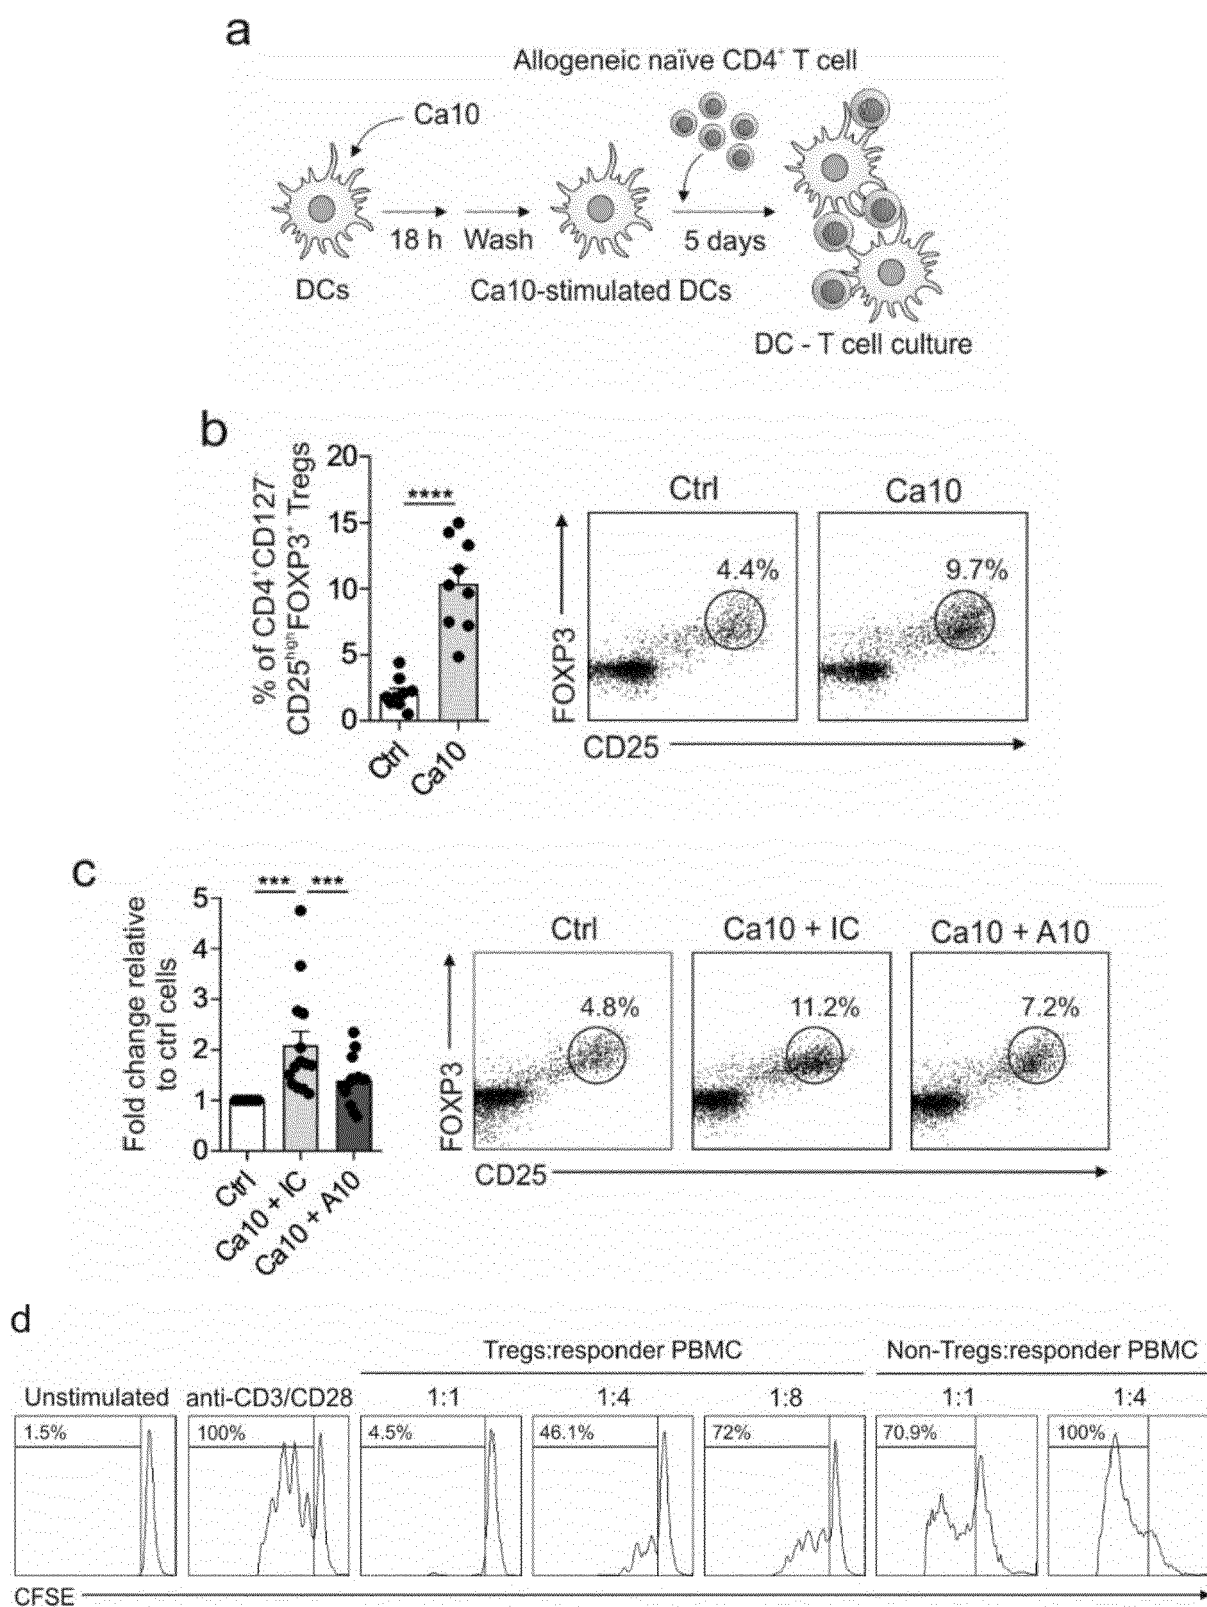 a
Allogeneic naïve CD4⁺ T cell
Ca10
18 h
Wash
5 days
DCs
Ca10-stimulated DCs
DC - T cell culture
b
% of CD4⁺CD127⁻
CD25ʰⁱᵍʰFOXP3⁺ Tregs
20
15
10
5
0
****
Ctrl
Ca10
Ctrl
Ca10
4.4%
9.7%
FOXP3
CD25
c
Fold change relative
to ctrl cells
5
4
3
2
1
0
***
***
Ctrl
Ca10 + IC
Ca10 + A10
Ctrl
Ca10 + IC
Ca10 + A10
4.8%
11.2%
7.2%
FOXP3
CD25
d
Tregs:responder PBMC
Non-Tregs:responder PBMC
Unstimulated
anti-CD3/CD28
1:1
1:4
1:8
1:1
1:4
1.5%
100%
4.5%
46.1%
72%
70.9%
100%
CFSE